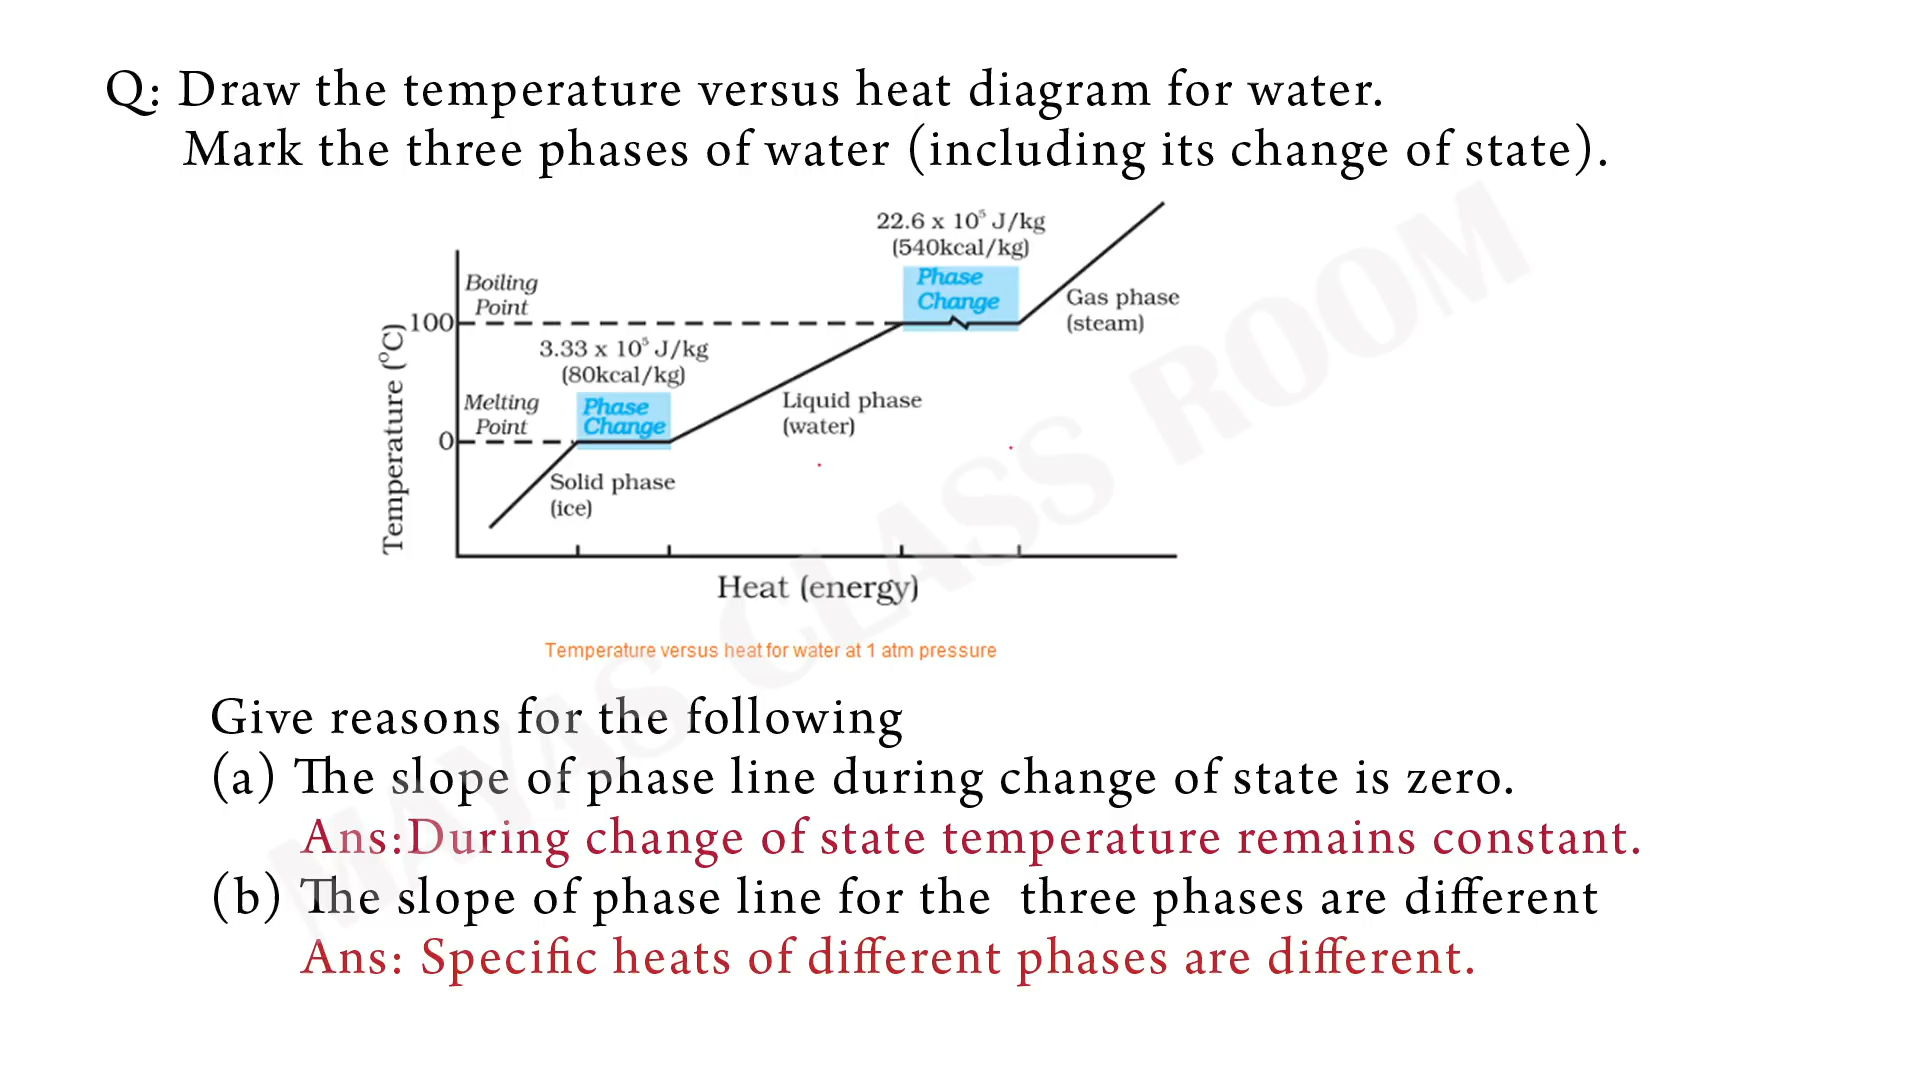 Q: Draw the temperature versus heat diagram for water.
Mark the three phases of water (including its change of state).
22.6 x 10⁵ J/kg
(540kcal/kg)
Phase
Change
Boiling
Point
Gas phase
(steam)
100
3.33 x 10⁵ J/kg
(80kcal/kg)
Temperature (°C)
Melting
Point
Phase
Change
Liquid phase
(water)
0
Solid phase
(ice)
Heat (energy)
Temperature versus heat for water at 1 atm pressure
Give reasons for the following
(a) The slope of phase line during change of state is zero.
Ans:During change of state temperature remains constant.
(b) The slope of phase line for the three phases are different
Ans: Specific heats of different phases are different.
MAYAS CLASS ROOM